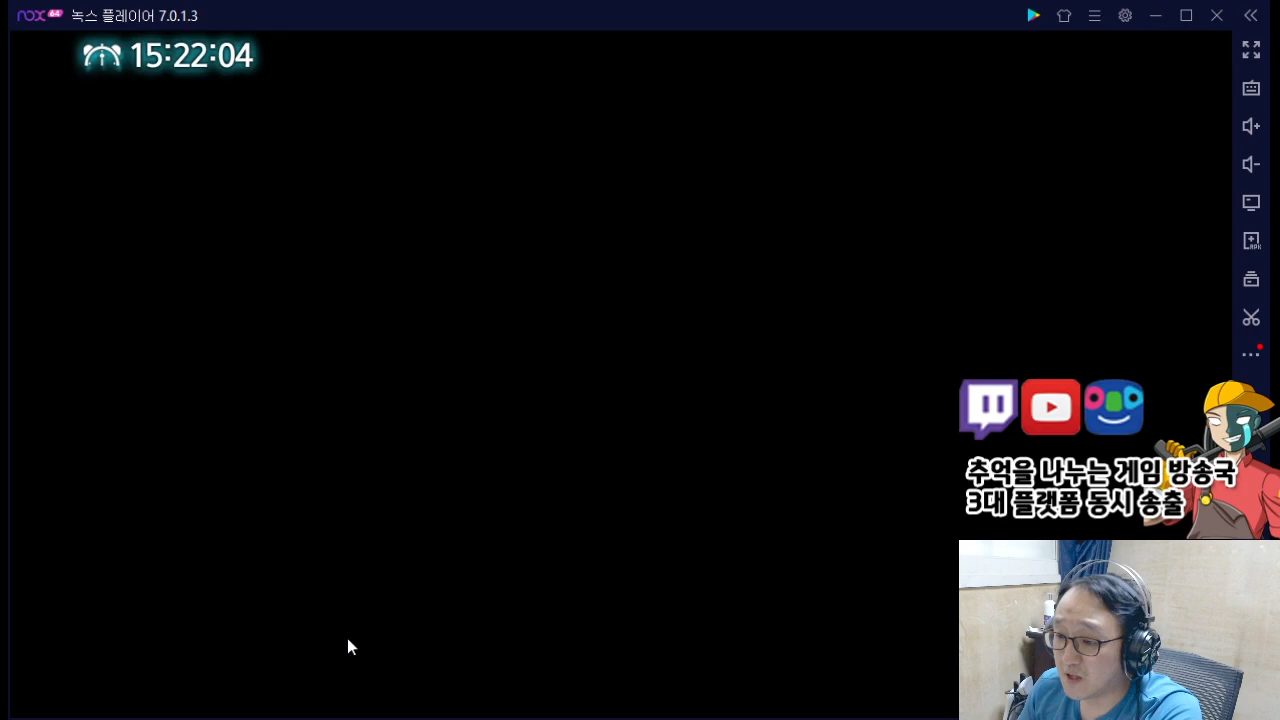 nox 64 녹스 플레이어 7.0.1.3
15:22:04
APK
추억을 나누는 게임 방송국
3대 플랫폼 동시 송출